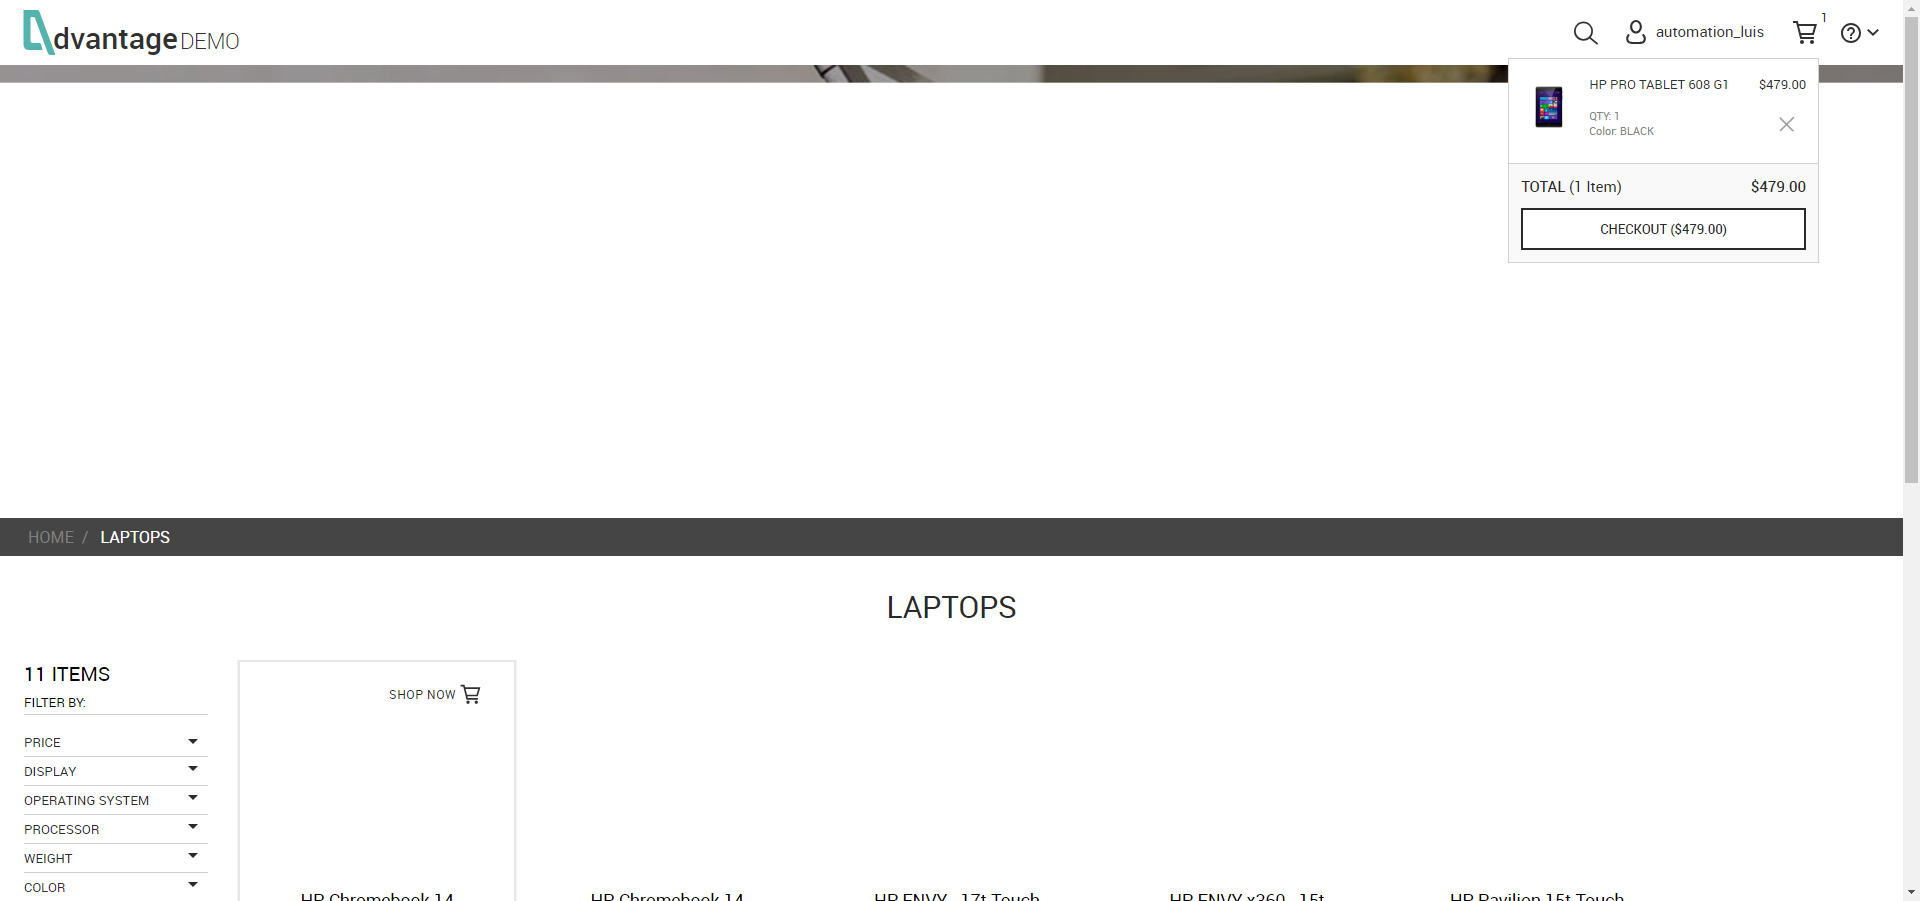 dvantage DEMO
automation_luis
1
HP PRO TABLET 608 G1 $479.00
QTY: 1
Color: BLACK
TOTAL (1 Item) $479.00
CHECKOUT ($479.00)
HOME / LAPTOPS
LAPTOPS
11 ITEMS
FILTER BY:
SHOP NOW
PRICE
DISPLAY
OPERATING SYSTEM
PROCESSOR
WEIGHT
COLOR
HP Chromebook 14
HP Chromebook 14
HP ENVY - 17t Touch
HP ENVY x360 - 15t
HP Pavilion 15t Touch